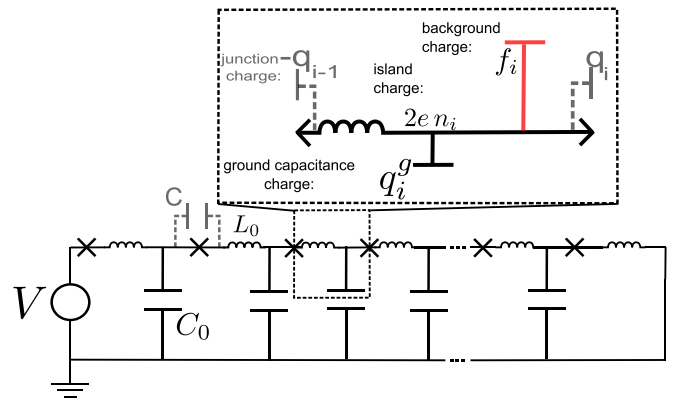 background
charge:
f_i
junction
charge:
-q_{i-1}
island
charge:
q_i
2e n_i
ground capacitance
charge:
q_i^g
C
L_0
V
C_0